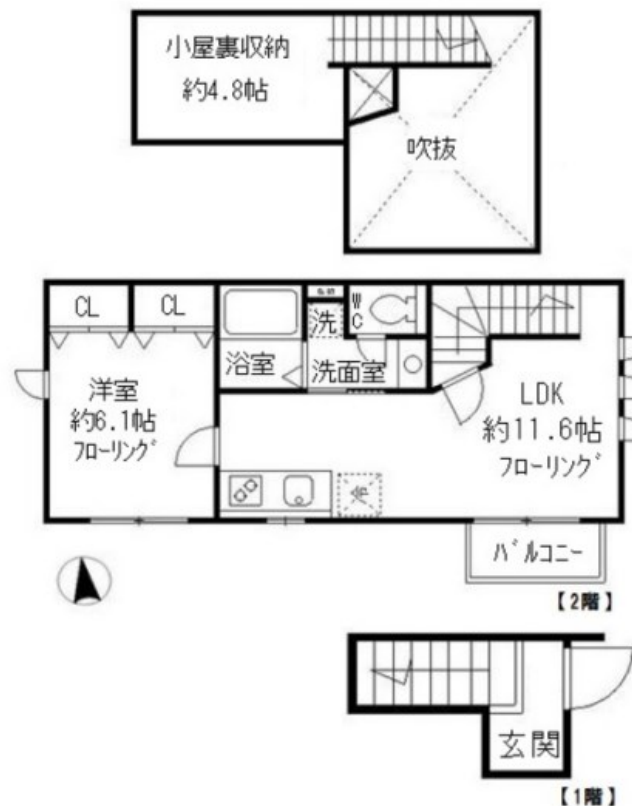 小屋裏収納
約4.8帖
吹抜
CL
CL
洗
WC
浴室
洗面室
洋室
約6.1帖
フローリング
LDK
約11.6帖
フローリング
冷
バルコニー
【2階】
玄関
【1階】